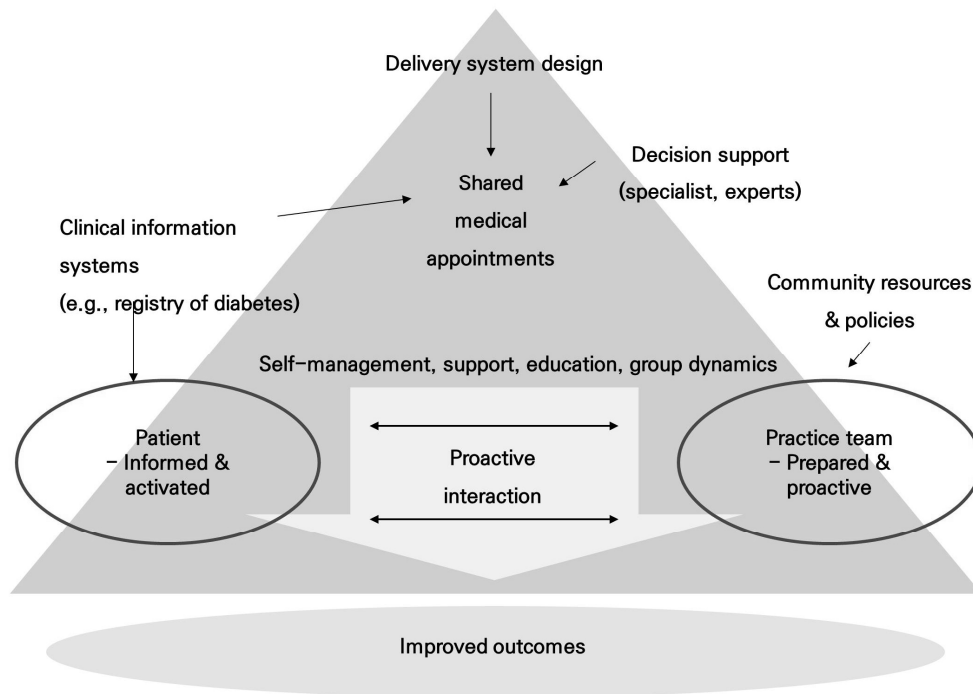 Delivery system design
Decision support
(specialist, experts)
Shared
medical
appointments
Clinical information
systems
(e.g., registry of diabetes)
Community resources
& policies
Self-management, support, education, group dynamics
Patient
- Informed &
activated
Proactive
interaction
Practice team
- Prepared &
proactive
Improved outcomes